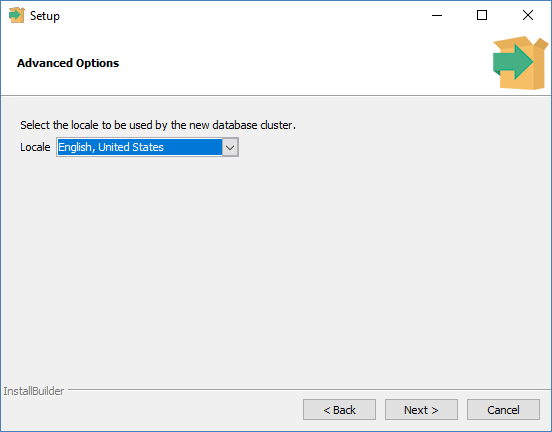 Setup
Advanced Options
Select the locale to be used by the new database cluster.
Locale English, United States
InstallBuilder
< Back Next > Cancel